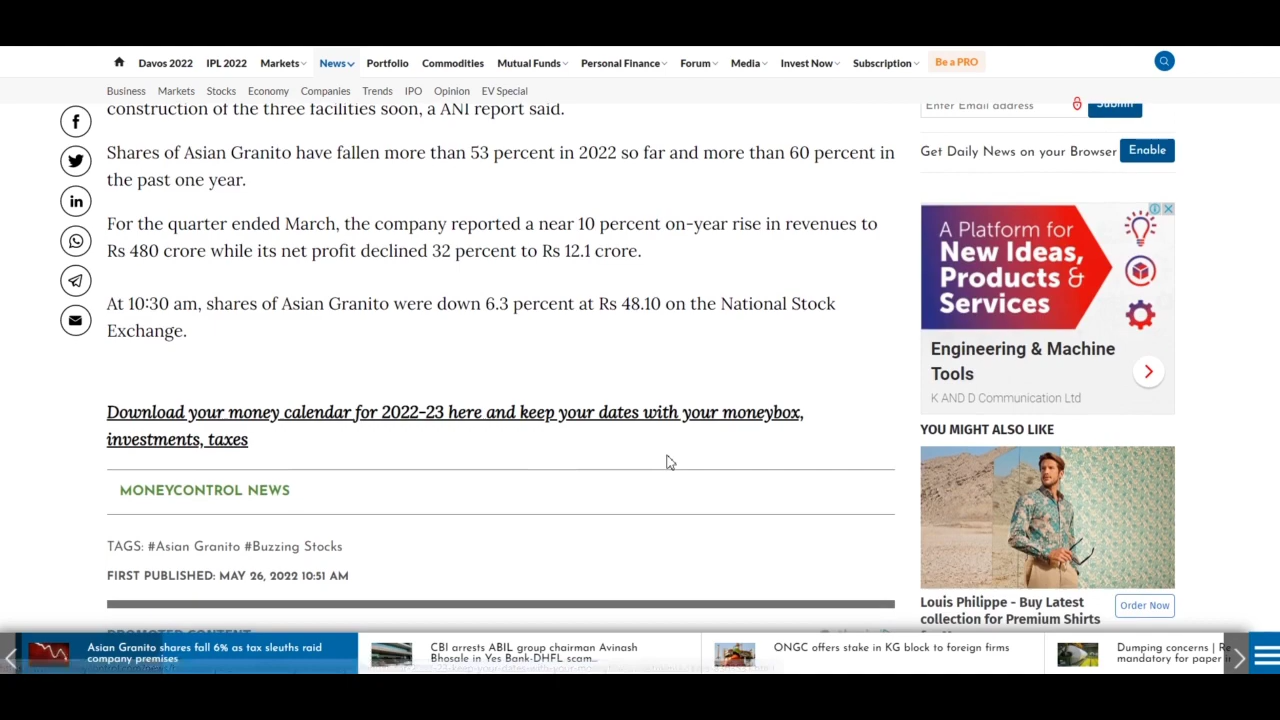 Davos 2022 IPL 2022 Markets News Portfolio Commodities Mutual Funds Personal Finance Forum Media Invest Now Subscription Be a PRO
Business Markets Stocks Economy Companies Trends IPO Opinion EV Special
construction of the three facilities soon, a ANI report said.
Shares of Asian Granito have fallen more than 53 percent in 2022 so far and more than 60 percent in
the past one year.
For the quarter ended March, the company reported a near 10 percent on-year rise in revenues to
Rs 480 crore while its net profit declined 32 percent to Rs 12.1 crore.
At 10:30 am, shares of Asian Granito were down 6.3 percent at Rs 48.10 on the National Stock
Exchange.
Download your money calendar for 2022-23 here and keep your dates with your moneybox,
investments, taxes
MONEYCONTROL NEWS
TAGS: #Asian Granito #Buzzing Stocks
FIRST PUBLISHED: MAY 26, 2022 10:51 AM
PROMOTED CONTENT
Enter Email address Submit
Get Daily News on your Browser Enable
A Platform for
New Ideas,
Products &
Services
Engineering & Machine
Tools
K AND D Communication Ltd
YOU MIGHT ALSO LIKE
Louis Philippe - Buy Latest
collection for Premium Shirts
Order Now
Asian Granito shares fall 6% as tax sleuths raid
company premises
CBI arrests ABIL group chairman Avinash
Bhosale in Yes Bank-DHFL scam...
ONGC offers stake in KG block to foreign firms
Dumping concerns | Re
mandatory for paper i